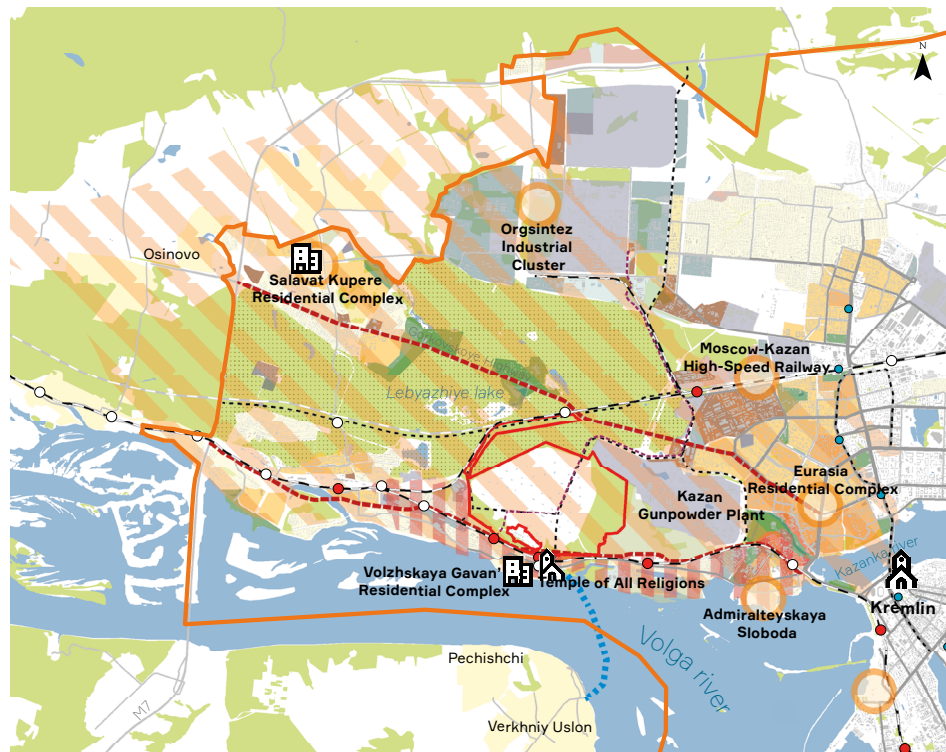 N
Orgsintez
Industrial
Cluster
Osinovo
Salavat Kupere
Residential Complex
Moscow-Kazan
High-Speed Railway
Lebyazhiye lake
Eurasia
Residential Complex
Kazan
Gunpowder Plant
Kazanka river
Volzhskaya Gavan'
Residential Complex
Temple of All Religions
Kremlin
Admiralteyskaya
Sloboda
Volga river
Pechishchi
M7
Verkhniy Uslon